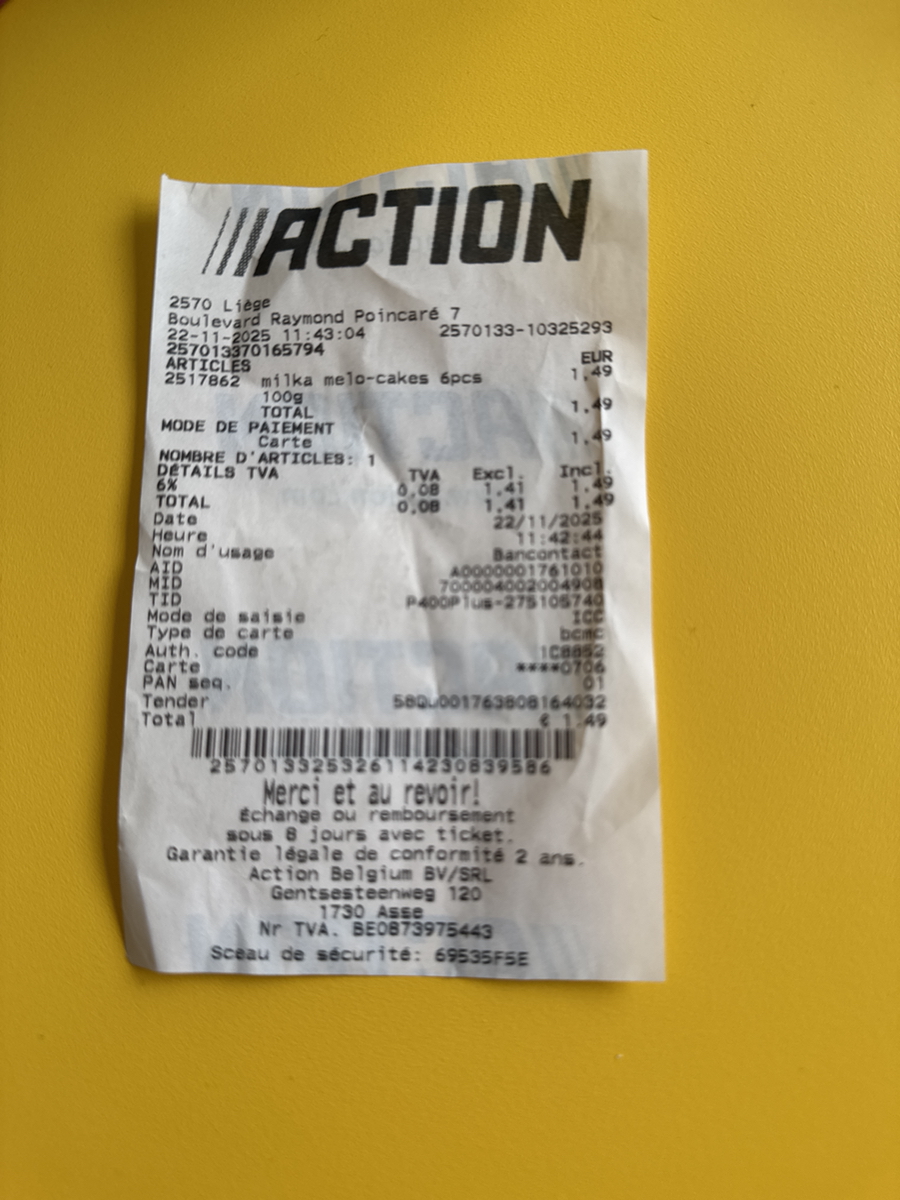 ACTION
2570 Liège
Boulevard Raymond Poincaré 7
22-11-2025 11:43:04 2570133-10325293
257013370165794
ARTICLES EUR
2517862 milka melo-cakes 6pcs 1,49
100g
TOTAL 1,49
MODE DE PAIEMENT
Carte 1,49
NOMBRE D'ARTICLES: 1
DÉTAILS TVA TVA Excl. Incl.
6% 0,08 1,41 1,49
TOTAL 0,08 1,41 1,49
Date 22/11/2025
Heure 11:42:44
Nom d'usage Bancontact
AID A0000001761010
MID 700004002004908
TID P400Plus-275105740
Mode de saisie ICC
Type de carte bcmc
Auth. code 1C8852
Carte ****0706
PAN seq. 01
Tender
Total € 1.49
2570133253261142308​39586
Merci et au revoir!
Échange ou remboursement
sous 8 jours avec ticket.
Garantie légale de conformité 2 ans.
Action Belgium BV/SRL
Gentsesteenweg 120
1730 Asse
Nr TVA. BE0873975443
Sceau de sécurité: 69535F5E